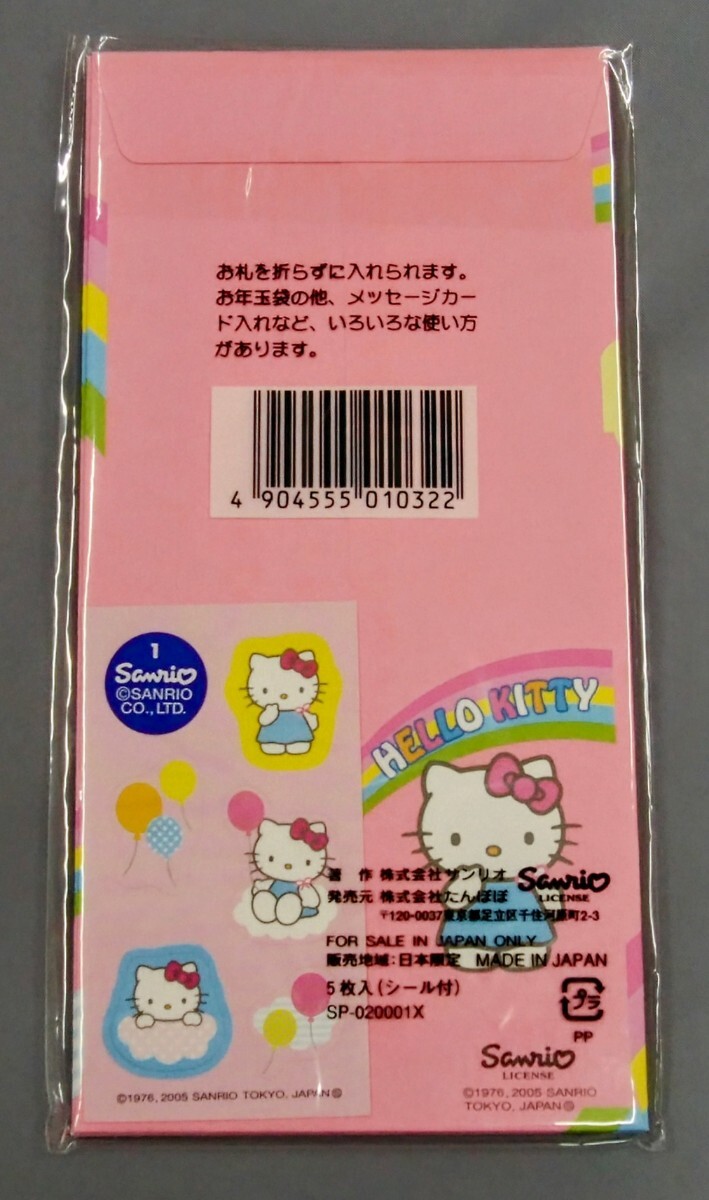 お札を折らずに入れられます。
お年玉袋の他、メッセージカー
ド入れなど、いろいろな使い方
があります。
4 904555 010322
1
Sanrio
©SANRIO
CO.,LTD.
HELLO KITTY
著 作 株式会社サンリオ Sanrio
LICENSE
発売元 株式会社たんぽぽ
〒120-0037東京都足立区千住河原町2-3
FOR SALE IN JAPAN ONLY
販売地域:日本限定 MADE IN JAPAN
5枚入(シール付)
SP-020001X
プラ
PP
Sanrio
LICENSE
©1976, 2005 SANRIO TOKYO, JAPAN Ⓢ
©1976, 2005 SANRIO
TOKYO, JAPAN Ⓢ